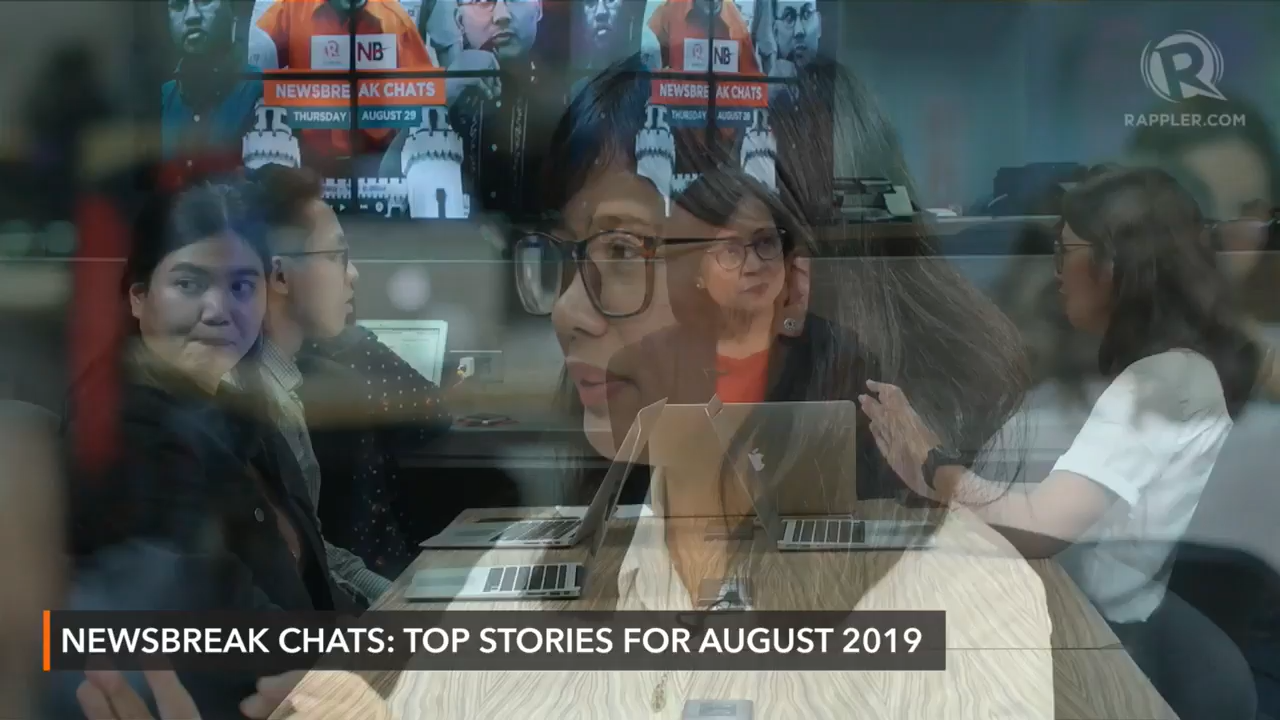 NB
NEWSBREAK CHATS
THURSDAY AUGUST 29
NB
NEWSBREAK CHATS
THURSDAY AUGUST 29
R
RAPPLER.COM
NEWSBREAK CHATS: TOP STORIES FOR AUGUST 2019